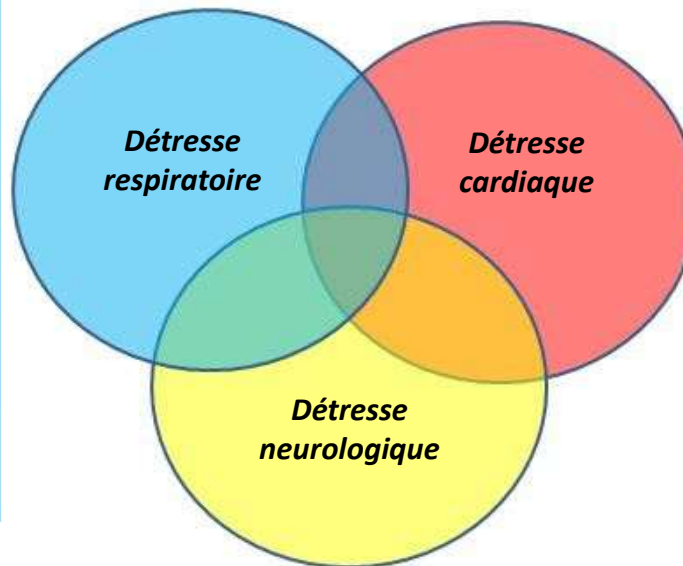 Détresse
respiratoire
Détresse
cardiaque
Détresse
neurologique